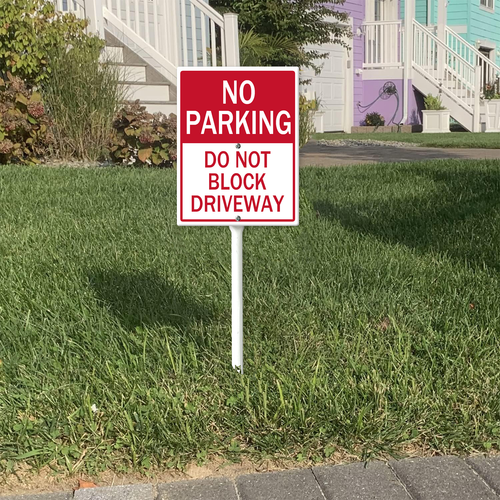 NO
PARKING
DO NOT
BLOCK
DRIVEWAY